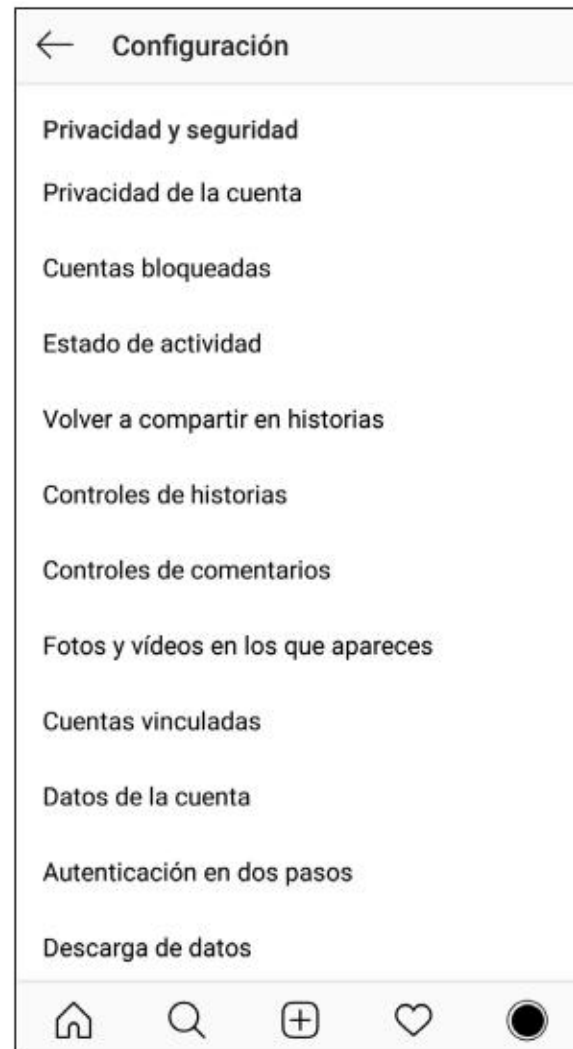 Configuración
Privacidad y seguridad
Privacidad de la cuenta
Cuentas bloqueadas
Estado de actividad
Volver a compartir en historias
Controles de historias
Controles de comentarios
Fotos y vídeos en los que apareces
Cuentas vinculadas
Datos de la cuenta
Autenticación en dos pasos
Descarga de datos